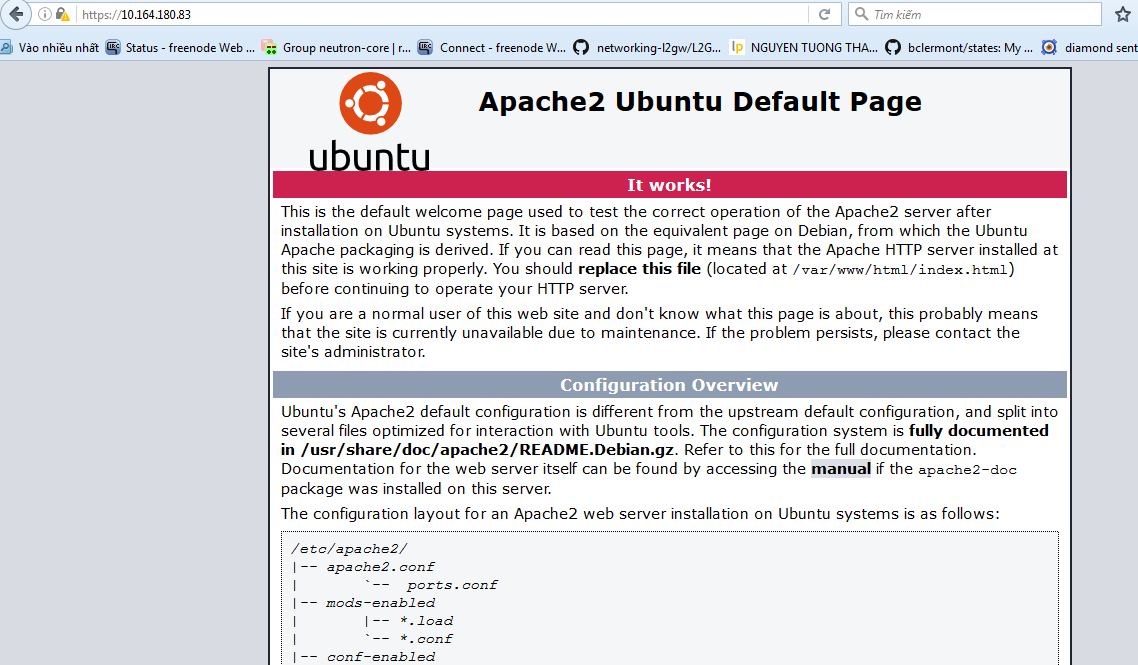 https://10.164.180.83
Tìm kiếm
Vào nhiều nhất
Status - freenode Web ...
Group neutron-core | r...
Connect - freenode W...
networking-l2gw/L2G...
NGUYEN TUONG THA...
bclermont/states: My ...
diamond sent
ubuntu
Apache2 Ubuntu Default Page
It works!
This is the default welcome page used to test the correct operation of the Apache2 server after
installation on Ubuntu systems. It is based on the equivalent page on Debian, from which the Ubuntu
Apache packaging is derived. If you can read this page, it means that the Apache HTTP server installed at
this site is working properly. You should replace this file (located at /var/www/html/index.html)
before continuing to operate your HTTP server.
If you are a normal user of this web site and don't know what this page is about, this probably means
that the site is currently unavailable due to maintenance. If the problem persists, please contact the
site's administrator.
Configuration Overview
Ubuntu's Apache2 default configuration is different from the upstream default configuration, and split into
several files optimized for interaction with Ubuntu tools. The configuration system is fully documented
in /usr/share/doc/apache2/README.Debian.gz. Refer to this for the full documentation.
Documentation for the web server itself can be found by accessing the manual if the apache2-doc
package was installed on this server.
The configuration layout for an Apache2 web server installation on Ubuntu systems is as follows:
/etc/apache2/
|-- apache2.conf
|       `--  ports.conf
|-- mods-enabled
|       |-- *.load
|       `-- *.conf
|-- conf-enabled